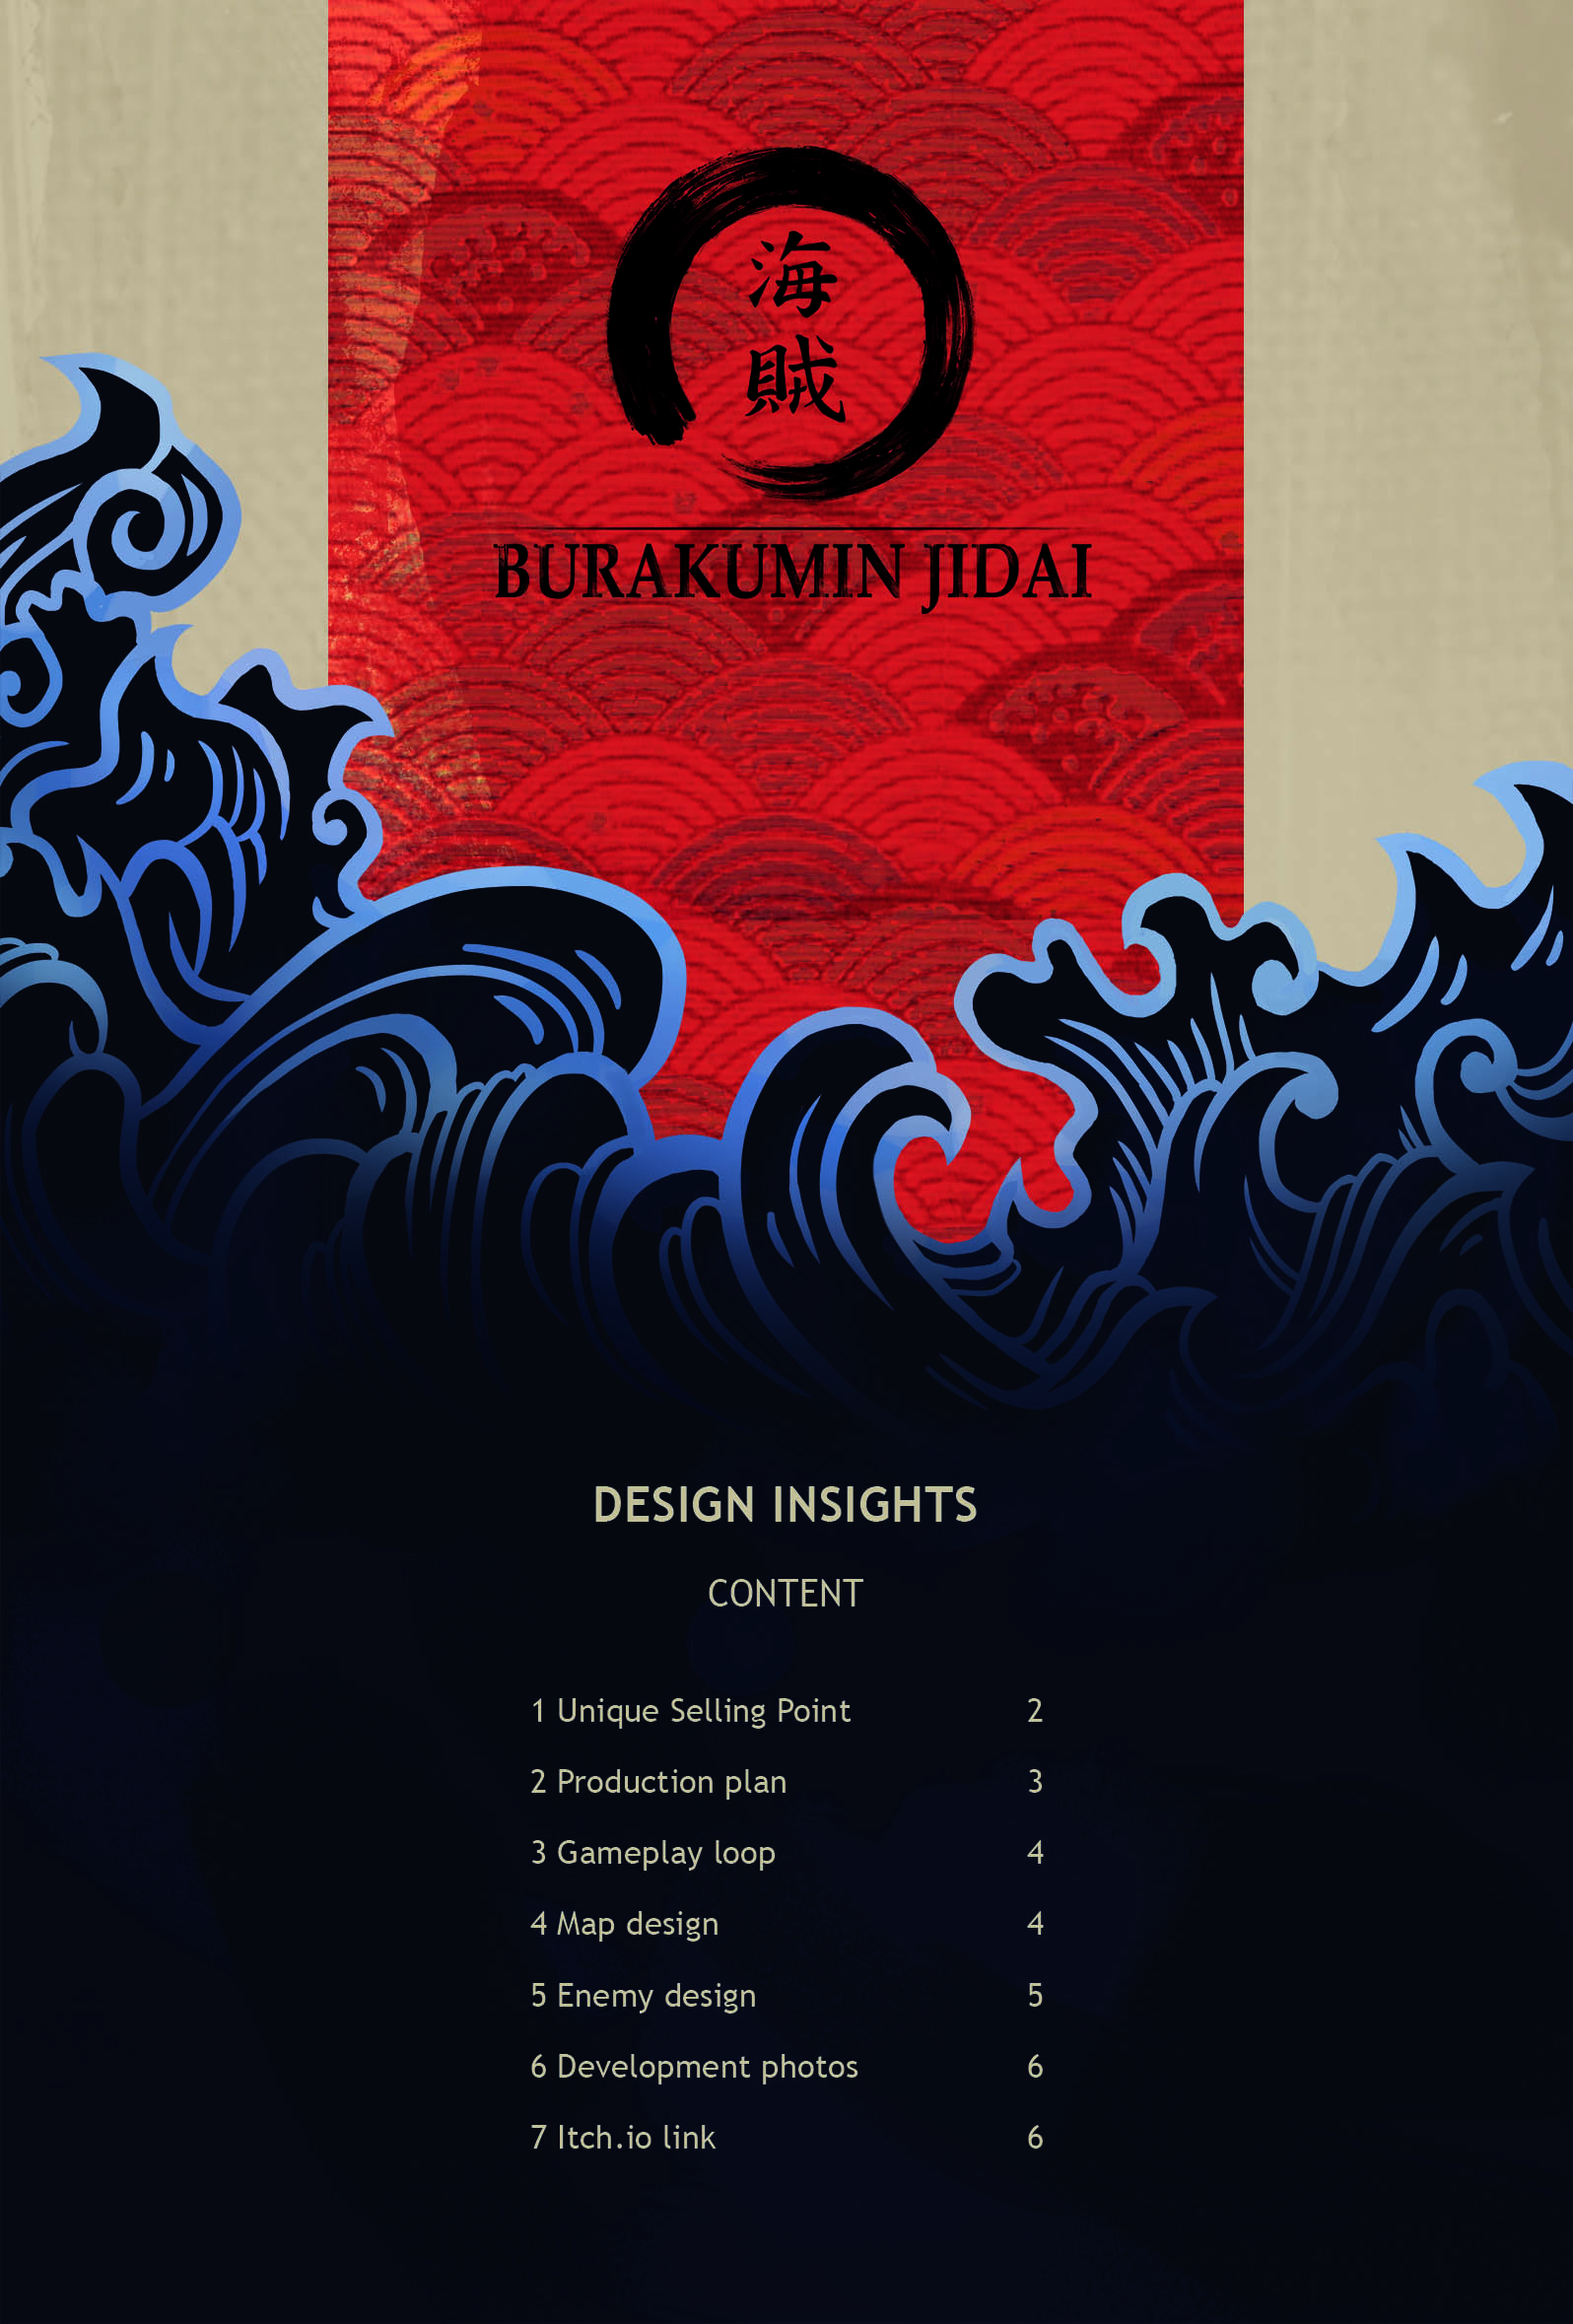 海
賊
BURAKUMIN JIDAI
DESIGN INSIGHTS
CONTENT
1 Unique Selling Point 2
2 Production plan 3
3 Gameplay loop 4
4 Map design 4
5 Enemy design 5
6 Development photos 6
7 Itch.io link 6